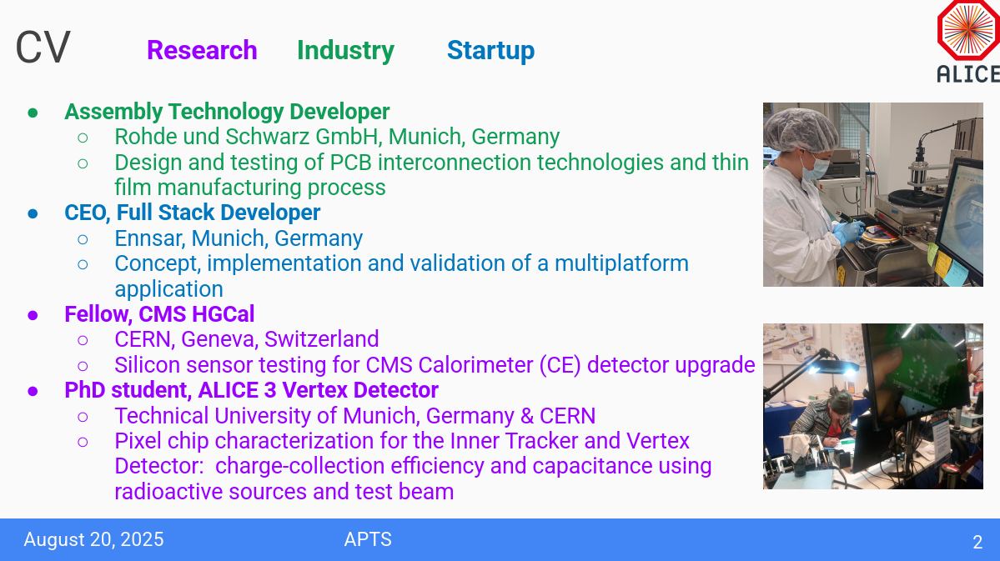 CV
Research Industry Startup
ALICE
● Assembly Technology Developer
○ Rohde und Schwarz GmbH, Munich, Germany
○ Design and testing of PCB interconnection technologies and thin
film manufacturing process
● CEO, Full Stack Developer
○ Ennsar, Munich, Germany
○ Concept, implementation and validation of a multiplatform
application
● Fellow, CMS HGCal
○ CERN, Geneva, Switzerland
○ Silicon sensor testing for CMS Calorimeter (CE) detector upgrade
● PhD student, ALICE 3 Vertex Detector
○ Technical University of Munich, Germany & CERN
○ Pixel chip characterization for the Inner Tracker and Vertex
Detector:  charge-collection efficiency and capacitance using
radioactive sources and test beam
August 20, 2025 APTS 2